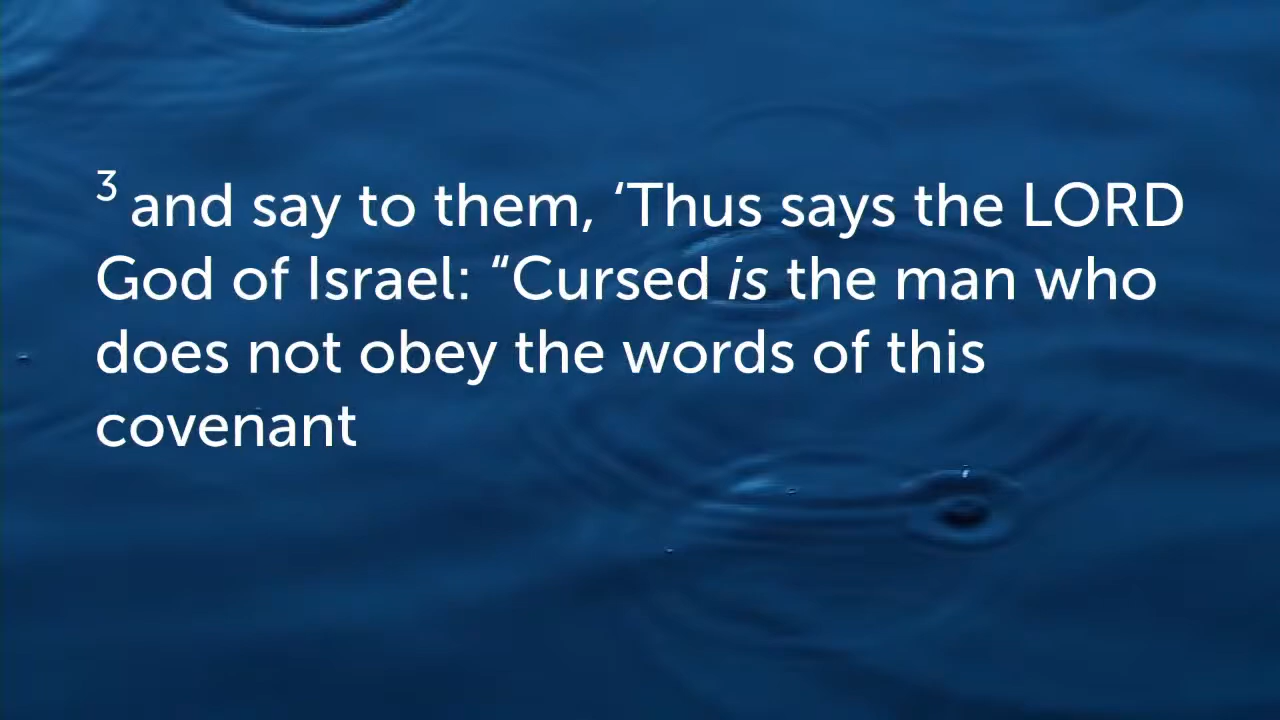 3 and say to them, ‘Thus says the LORD
God of Israel: “Cursed is the man who
does not obey the words of this
covenant